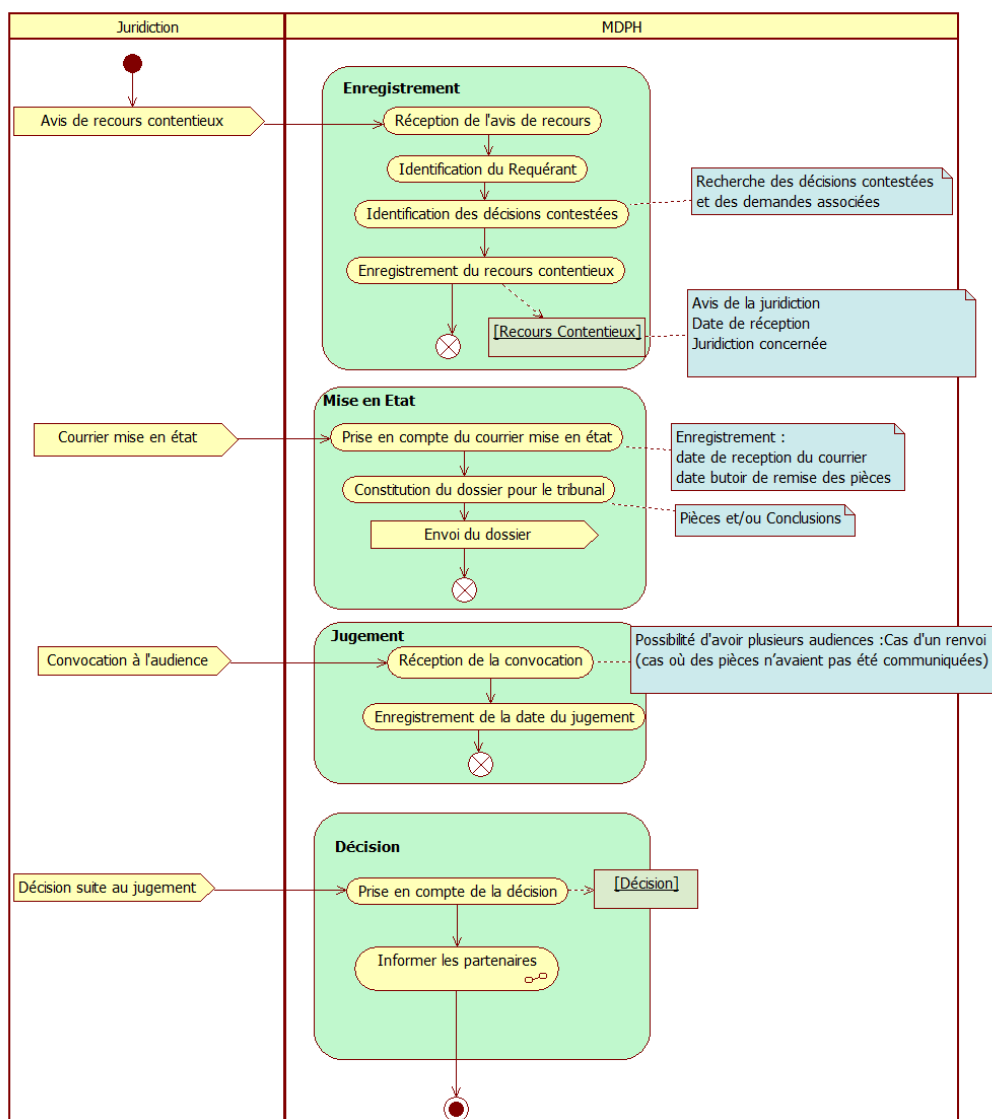 Juridiction
MDPH
Enregistrement
Avis de recours contentieux
Réception de l'avis de recours
Identification du Requérant
Recherche des décisions contestées
et des demandes associées
Identification des décisions contestées
Enregistrement du recours contentieux
[Recours Contentieux]
Avis de la juridiction
Date de réception
Juridiction concernée
Mise en Etat
Courrier mise en état
Prise en compte du courrier mise en état
Enregistrement :
date de reception du courrier
date butoir de remise des pièces
Constitution du dossier pour le tribunal
Pièces et/ou Conclusions
Envoi du dossier
Jugement
Convocation à l'audience
Réception de la convocation
Possibilité d'avoir plusieurs audiences :Cas d'un renvoi
(cas où des pièces n’avaient pas été communiquées)
Enregistrement de la date du jugement
Décision
Décision suite au jugement
Prise en compte de la décision
[Décision]
Informer les partenaires